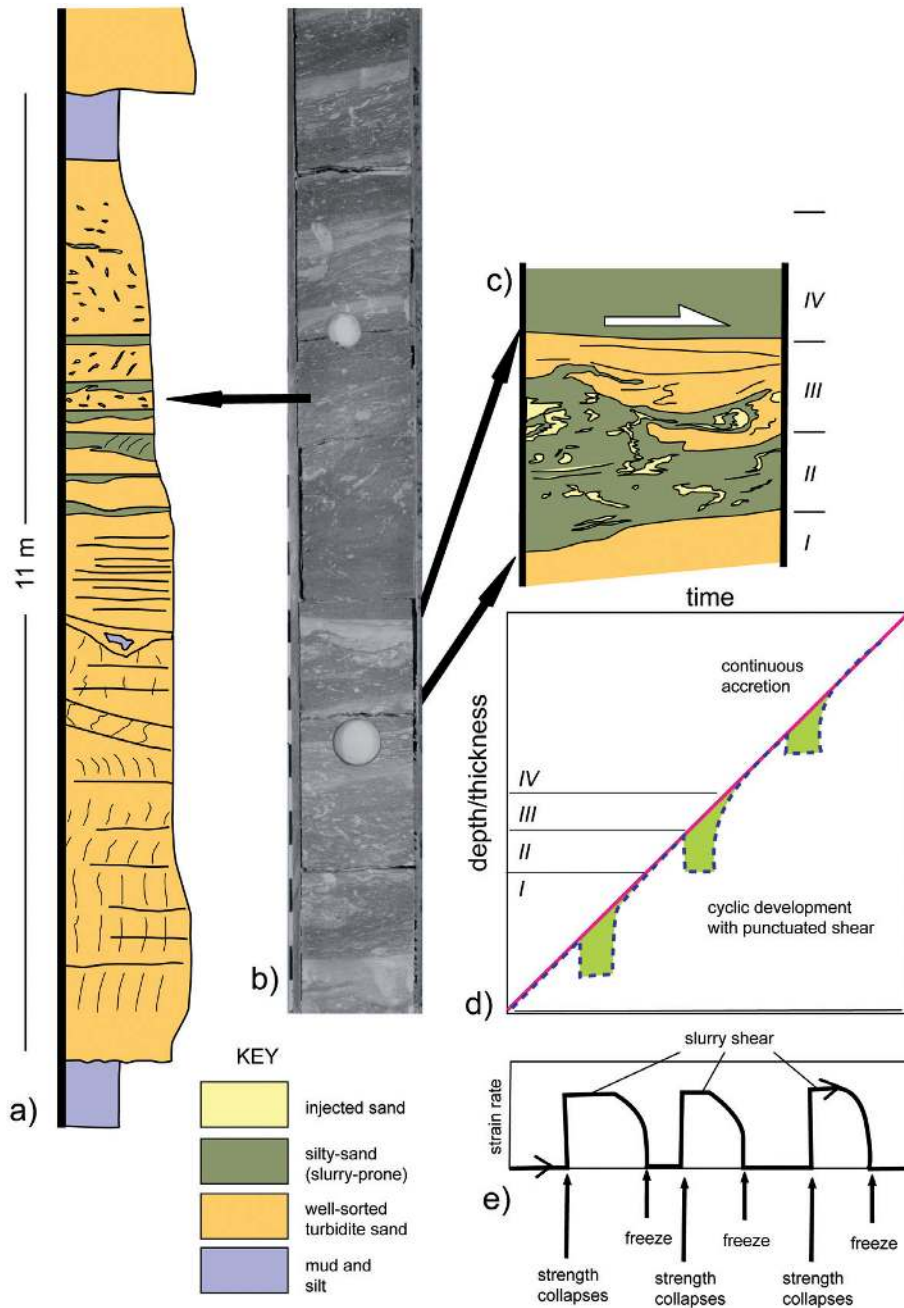 11 m
a)
b)
c)
IV
III
II
I
KEY
injected sand
silty-sand
(slurry-prone)
well-sorted
turbidite sand
mud and
silt
time
depth/thickness
continuous
accretion
IV
III
II
I
cyclic development
with punctuated shear
d)
slurry shear
strain rate
e)
freeze
freeze
freeze
strength
collapses
strength
collapses
strength
collapses